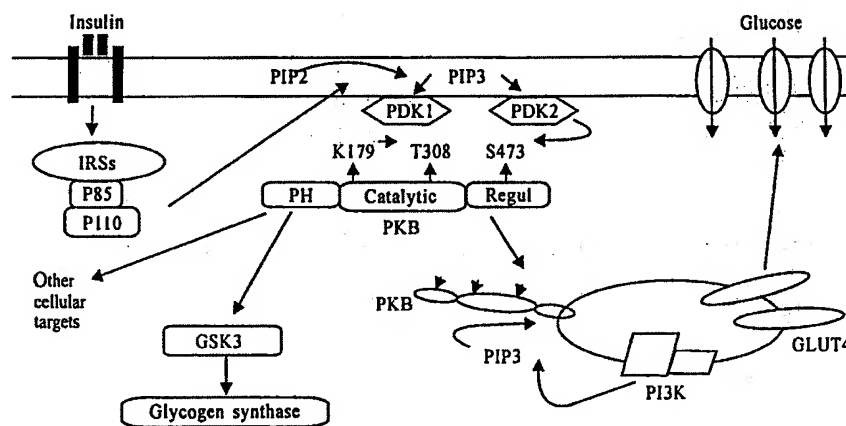 Insulin
Glucose
PIP2
PIP3
PDK1
PDK2
IRSs
P85
P110
K179
T308
S473
PH
Catalytic
Regul
PKB
Other
cellular
targets
PKB
GSK3
PIP3
GLUT4
PI3K
Glycogen synthase